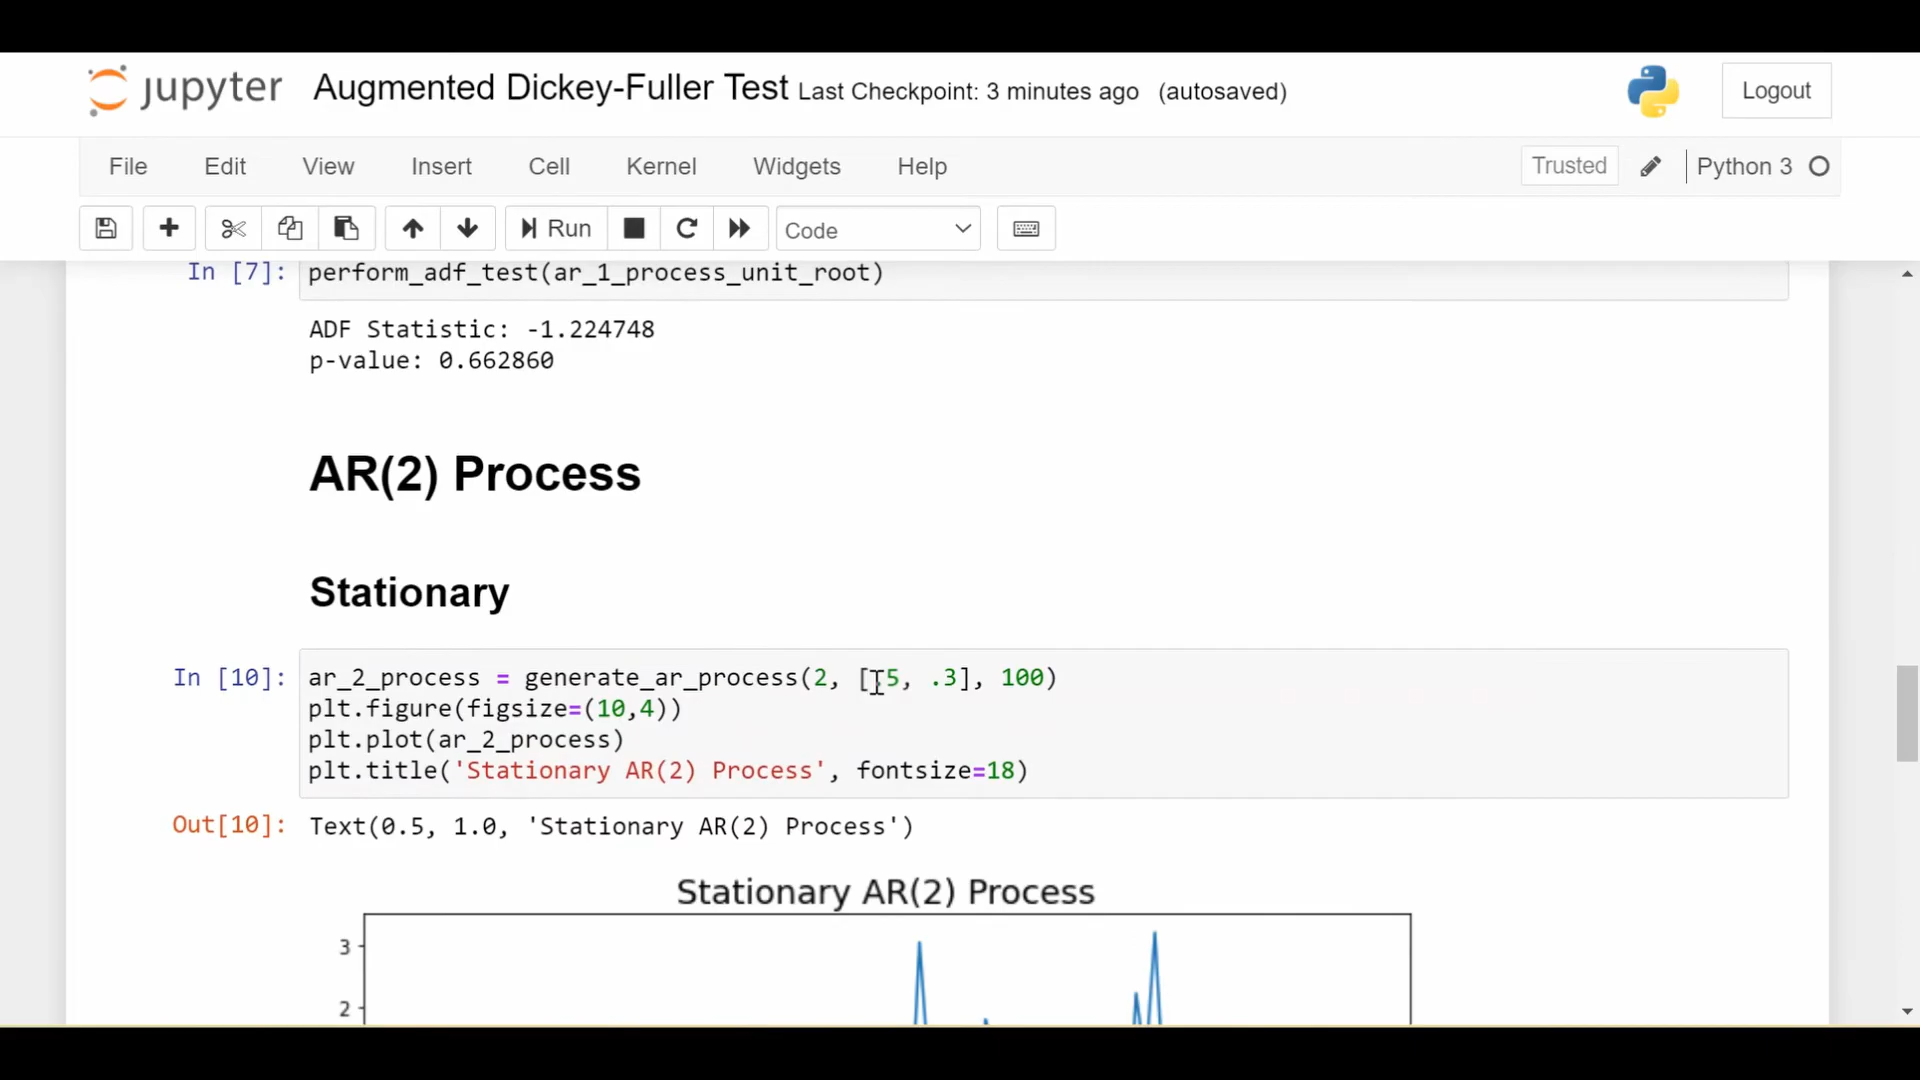 jupyter Augmented Dickey-Fuller Test Last Checkpoint: 3 minutes ago (autosaved) Logout
File Edit View Insert Cell Kernel Widgets Help Trusted Python 3
Run Code
In [7]: perform_adf_test(ar_1_process_unit_root)
ADF Statistic: -1.224748
p-value: 0.662860
AR(2) Process
Stationary
In [10]: ar_2_process = generate_ar_process(2, [.5, .3], 100)
plt.figure(figsize=(10,4))
plt.plot(ar_2_process)
plt.title('Stationary AR(2) Process', fontsize=18)
Out[10]: Text(0.5, 1.0, 'Stationary AR(2) Process')
Stationary AR(2) Process
3
2